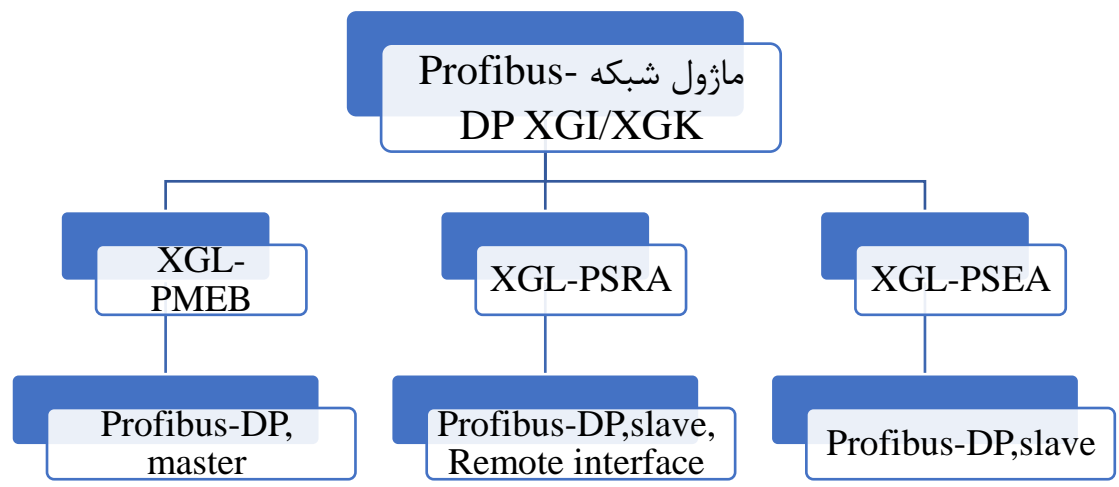 ماژول شبکه Profibus-
DP XGI/XGK
XGL-
PMEB
XGL-PSRA
XGL-PSEA
Profibus-DP,
master
Profibus-DP,slave,
Remote interface
Profibus-DP,slave